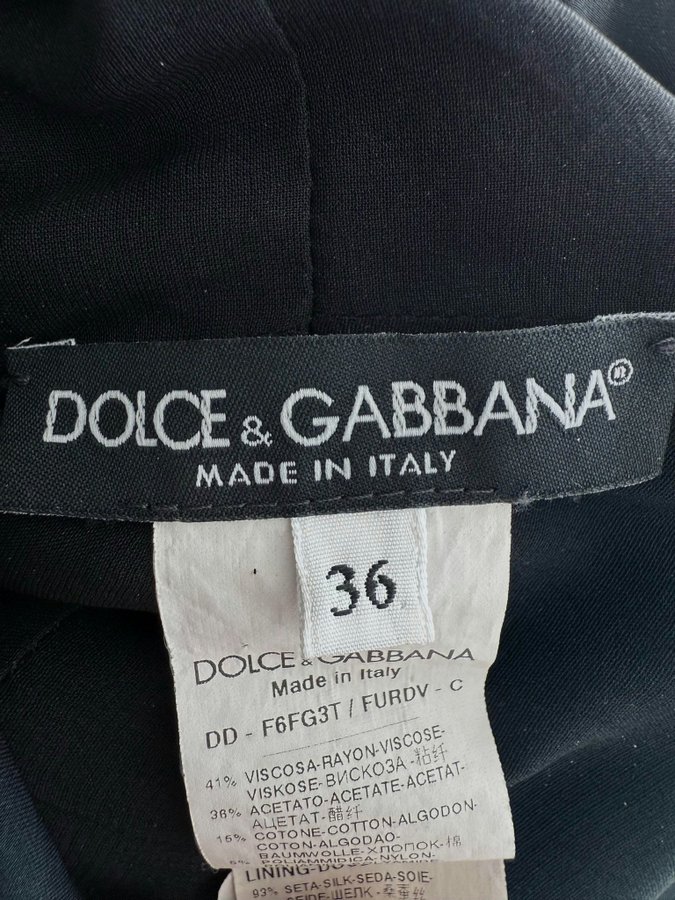 DOLCE & GABBANA®
MADE IN ITALY
36
DOLCE & GABBANA
Made in Italy
DD - F6FG3T / FURDV - C
41% VISCOSA-RAYON-VISCOSE-
VISKOSE-ВИСКОЗА-粘纤
36% ACETATO-ACETATE-ACETAT-
АЦЕТАТ-醋纤
15% COTONE-COTTON-ALGODON-
COTON-ALGODAO-
BAUMWOLLE-ХЛОПОК-棉
POLIAMMIDICA-NYLON-
93% SETA-SILK-SEDA-SOIE-
SEIDE-ШЕЛК-桑蚕丝